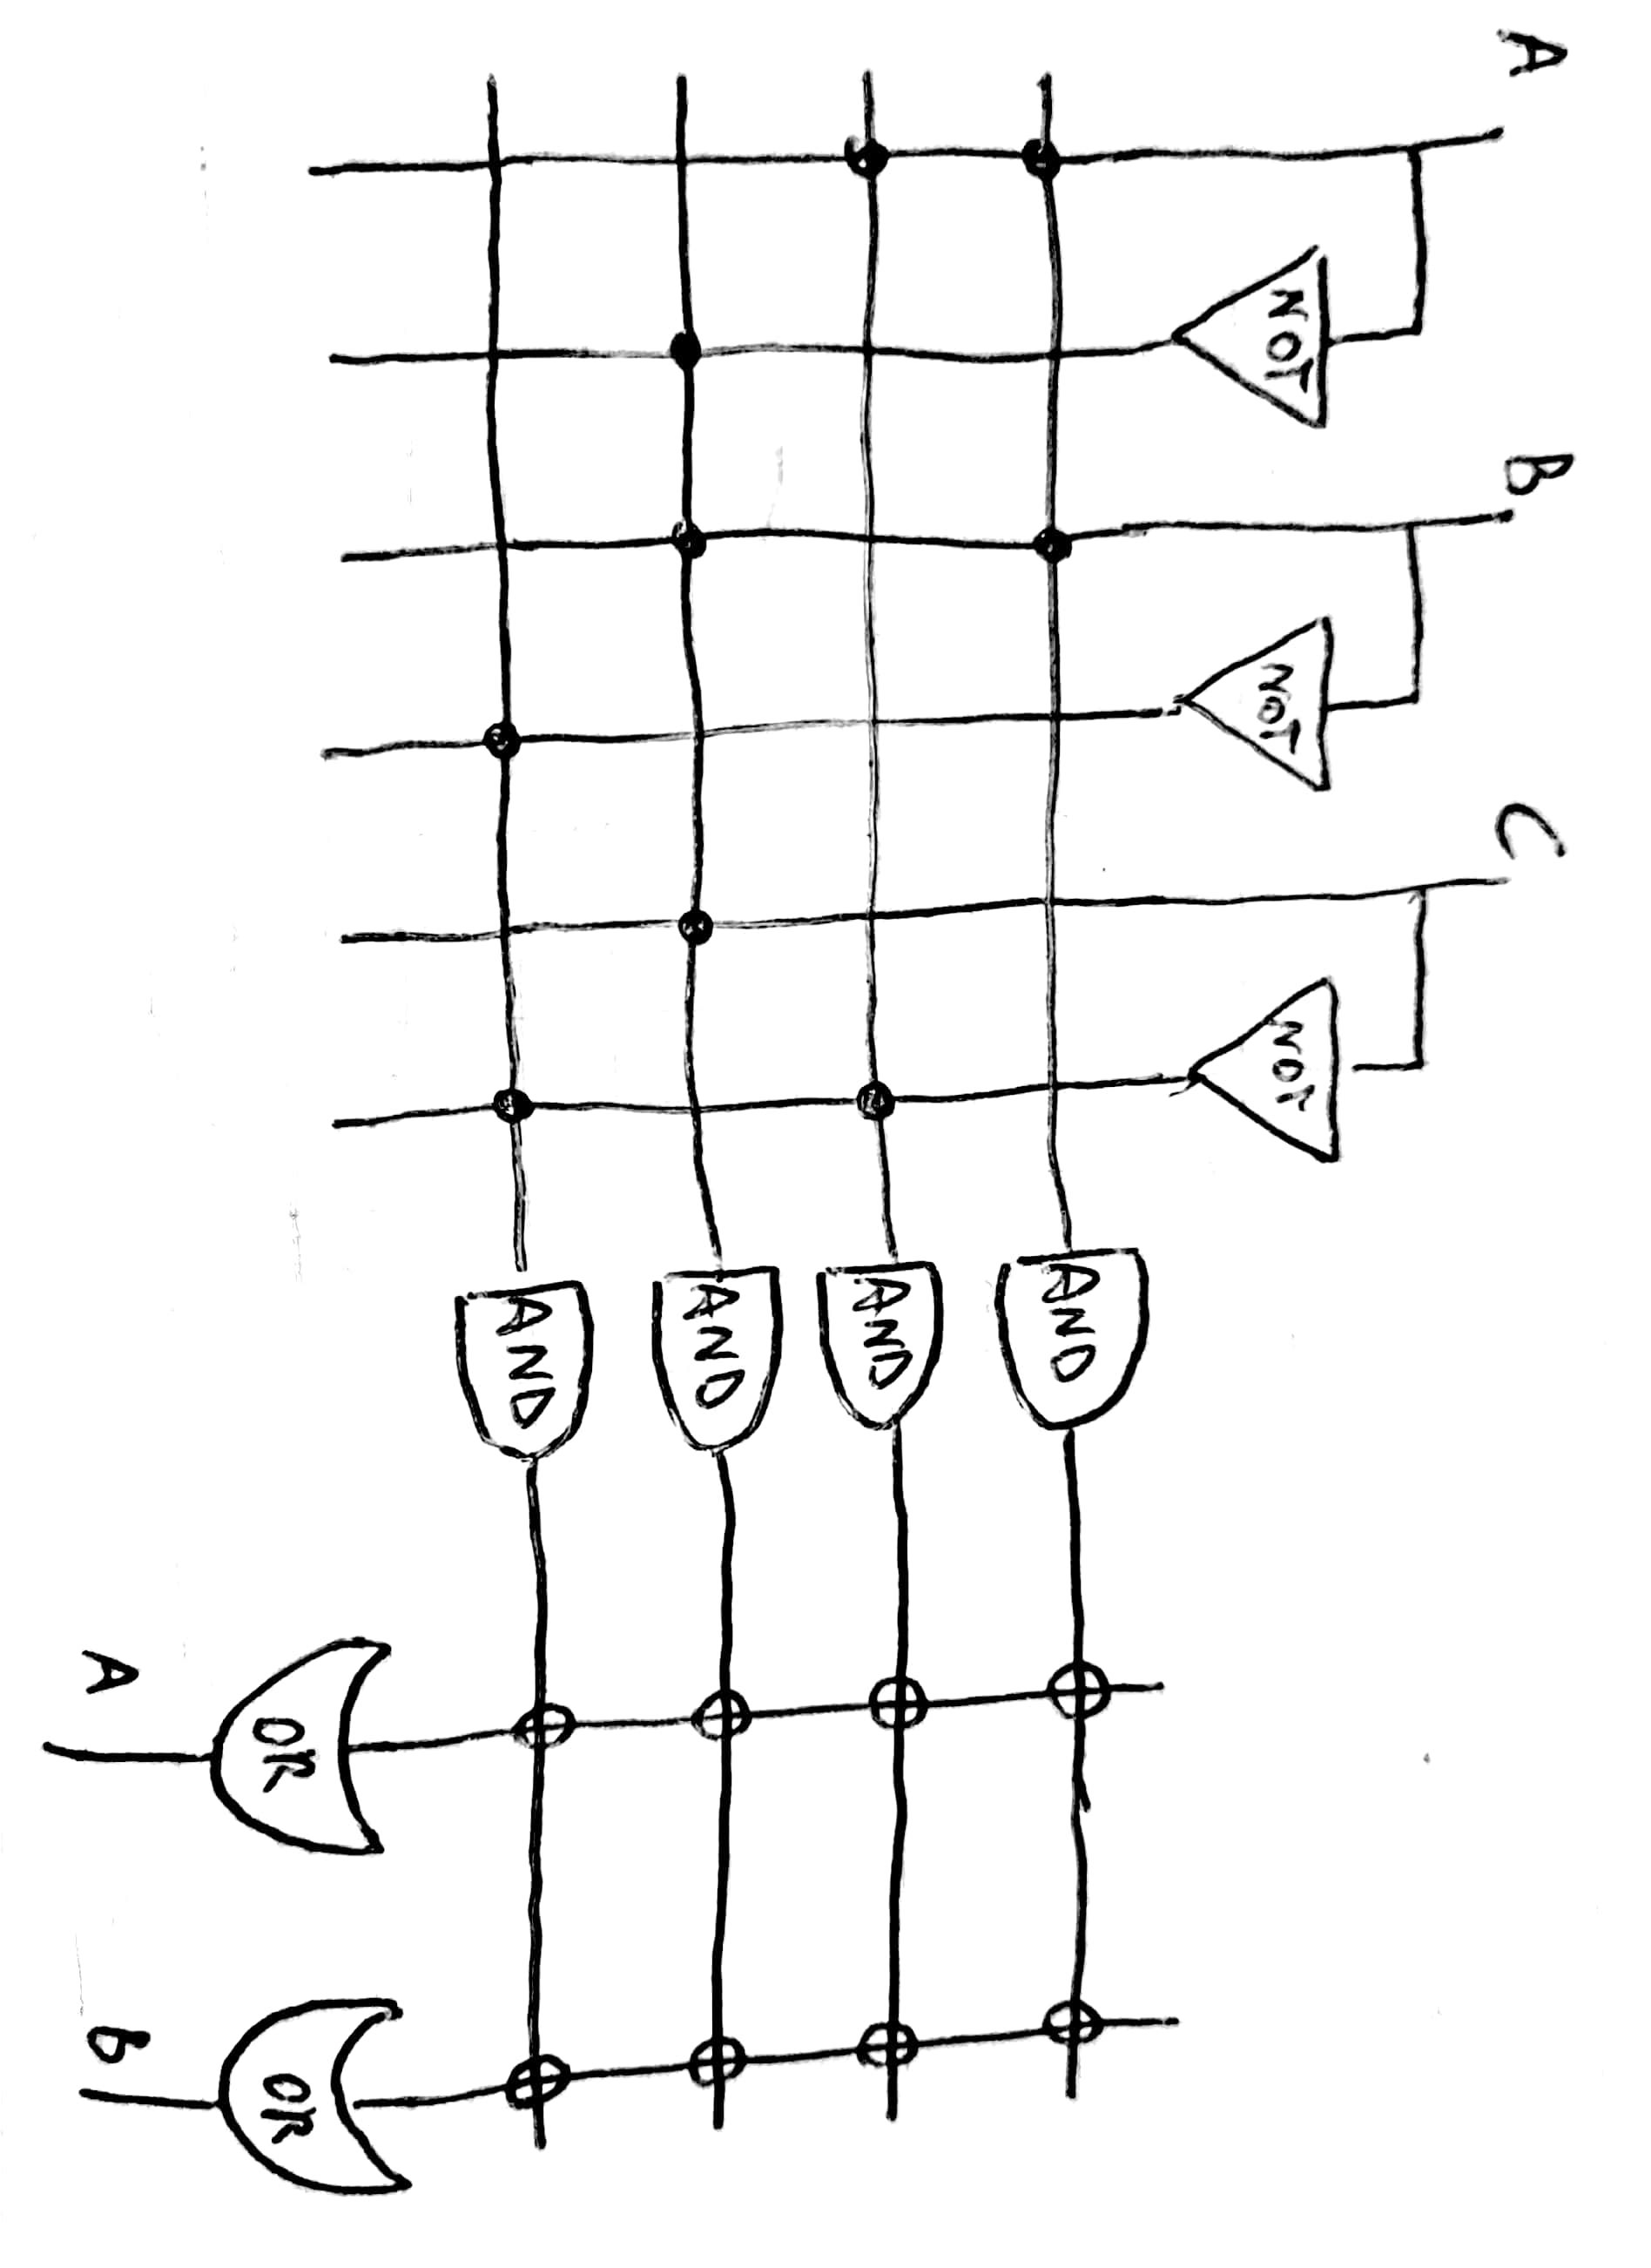 A B C
NOT NOT NOT
AND
AND
AND
AND
OR OR
A B